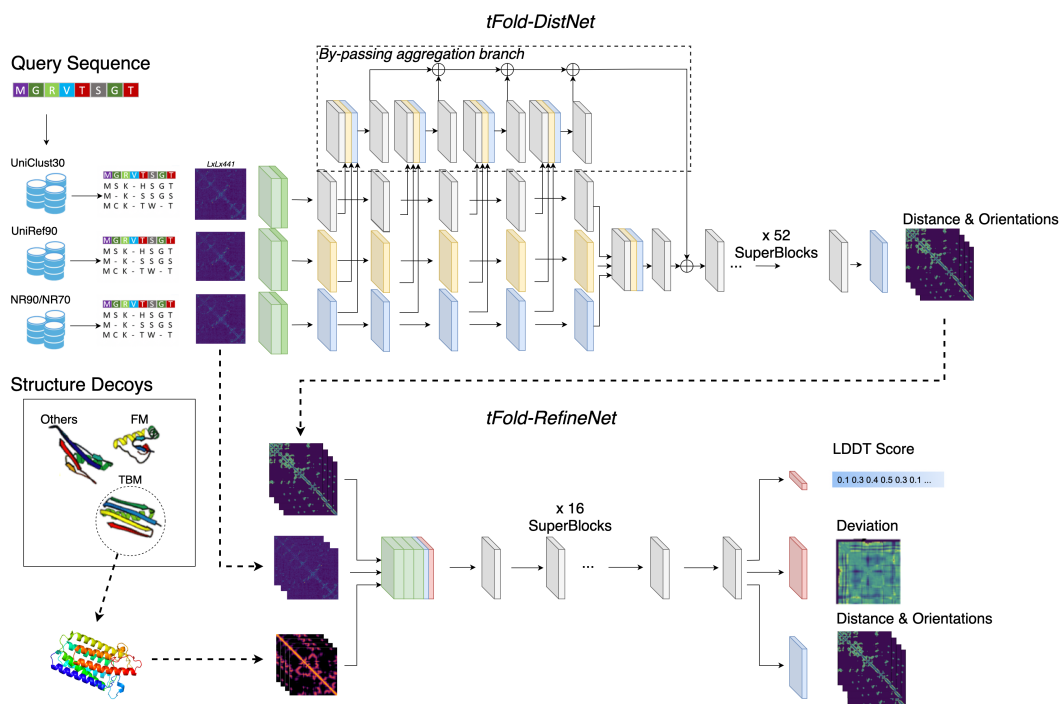 tFold-DistNet
By-passing aggregation branch
Query Sequence
M G R V T S G T
UniClust30
M G R V T S G T
M S K - H S G T
M - K - S S G S
M C K - T W - T
LxLx441
UniRef90
M G R V T S G T
M S K - H S G T
M - K - S S G S
M C K - T W - T
NR90/NR70
M G R V T S G T
M S K - H S G T
M - K - S S G S
M C K - T W - T
...
x 52
SuperBlocks
Distance & Orientations
Structure Decoys
Others
FM
TBM
tFold-RefineNet
x 16
SuperBlocks
...
LDDT Score
0.1 0.3 0.4 0.5 0.3 0.1 ...
Deviation
Distance & Orientations